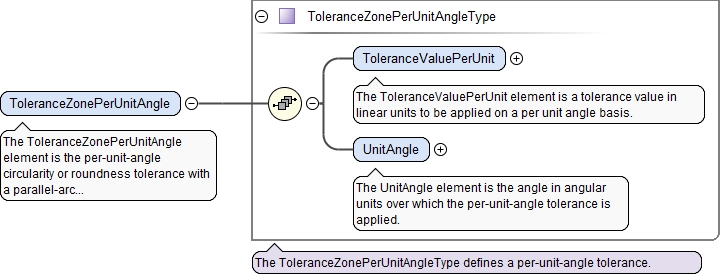 ToleranceZonePerUnitAngleType
ToleranceValuePerUnit
The ToleranceValuePerUnit element is a tolerance value in
linear units to be applied on a per unit angle basis.
ToleranceZonePerUnitAngle
The ToleranceZonePerUnitAngle
element is the per-unit-angle
circularity or roundness tolerance with
a parallel-arc...
UnitAngle
The UnitAngle element is the angle in angular
units over which the per-unit-angle tolerance is
applied.
The ToleranceZonePerUnitAngleType defines a per-unit-angle tolerance.